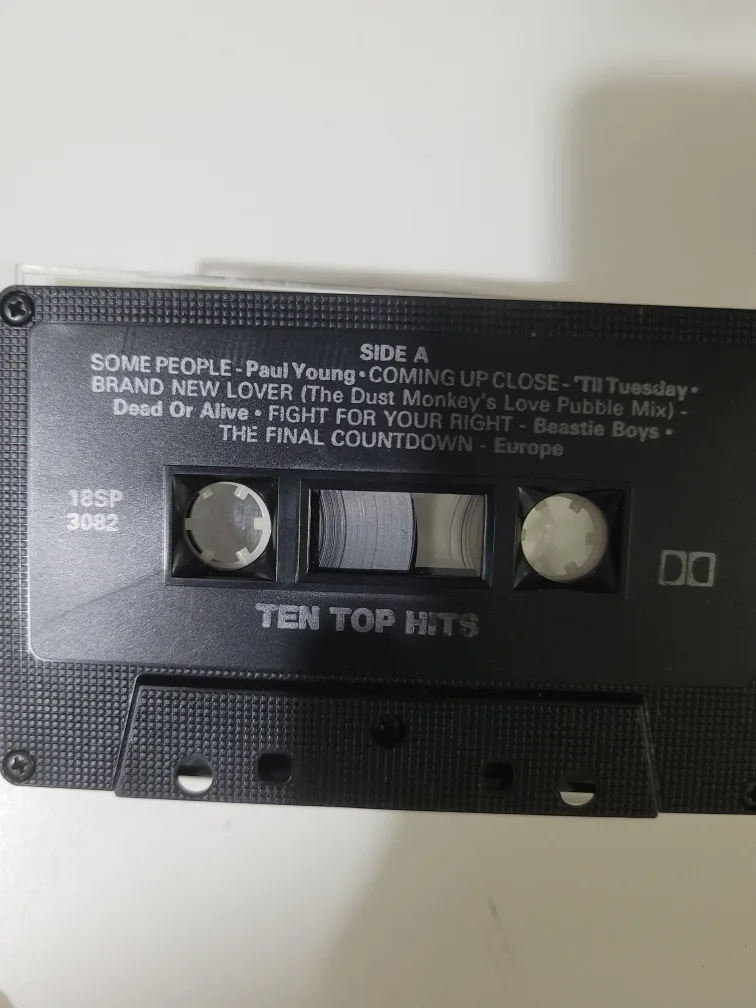 SIDE A
SOME PEOPLE - Paul Young • COMING UP CLOSE - 'Til Tuesday •
BRAND NEW LOVER (The Dust Monkey's Love Pubble Mix) -
Dead Or Alive • FIGHT FOR YOUR RIGHT - Beastie Boys •
THE FINAL COUNTDOWN - Europe
18SP
3082
TEN TOP HITS